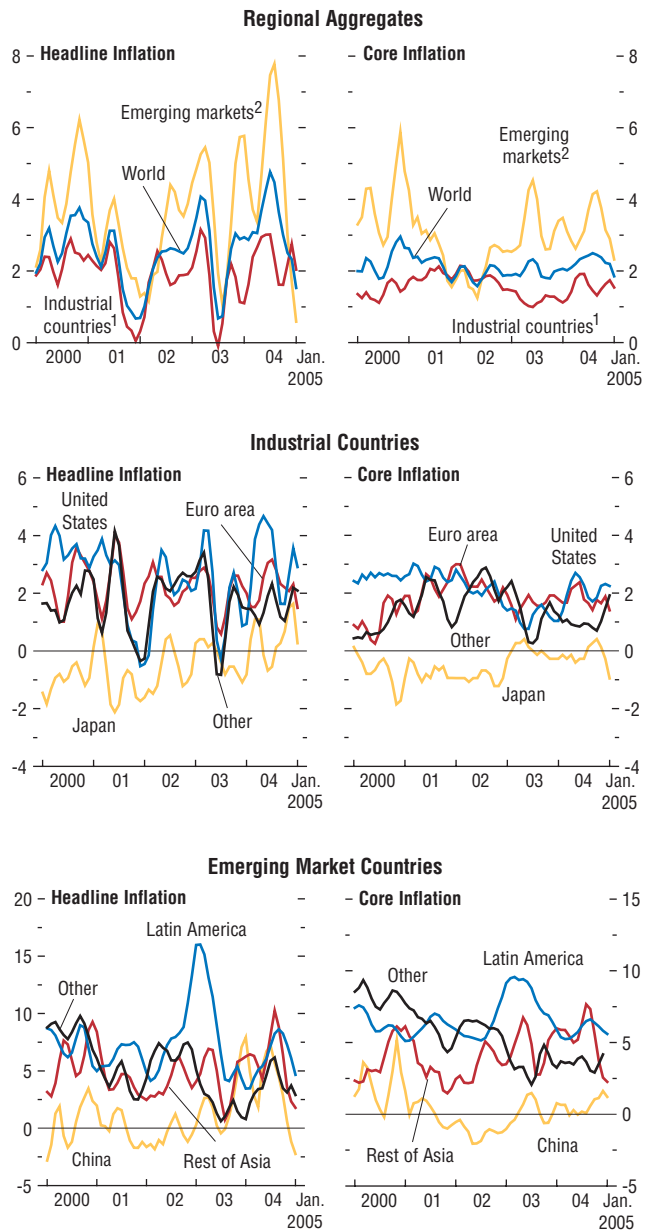 Regional Aggregates
Headline Inflation
Core Inflation
8
6
4
2
0
8
6
4
2
0
Emerging markets2
World
Industrial
countries1
Emerging
markets2
World
Industrial countries1
2000 01 02 03 04 Jan.
2005
2000 01 02 03 04 Jan.
2005
Industrial Countries
Headline Inflation
Core Inflation
6
4
2
0
-2
-4
6
4
2
0
-2
-4
United
States
Euro area
Japan
Other
Euro area
United
States
Other
Japan
2000 01 02 03 04 Jan.
2005
2000 01 02 03 04 Jan.
2005
Emerging Market Countries
Headline Inflation
Core Inflation
20
15
10
5
0
-5
15
10
5
0
-5
Latin America
Other
China
Rest of Asia
Other
Latin America
Rest of Asia
China
2000 01 02 03 04 Jan.
2005
2000 01 02 03 04 Jan.
2005